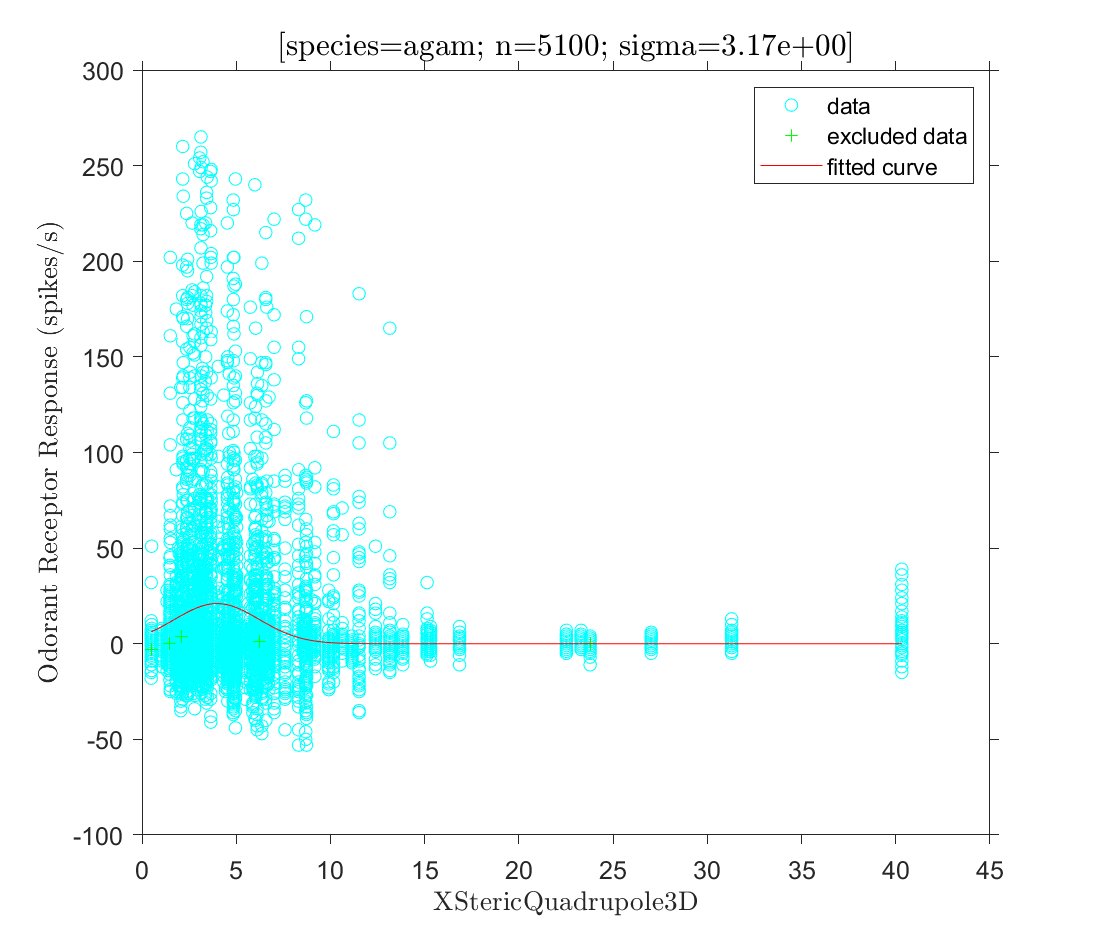 [species=agam; n=5100; sigma=3.17e+00]
300
250
200
150
100
50
0
-50
-100
Odorant Receptor Response (spikes/s)
data
excluded data
fitted curve
0 5 10 15 20 25 30 35 40 45
XStericQuadrupole3D